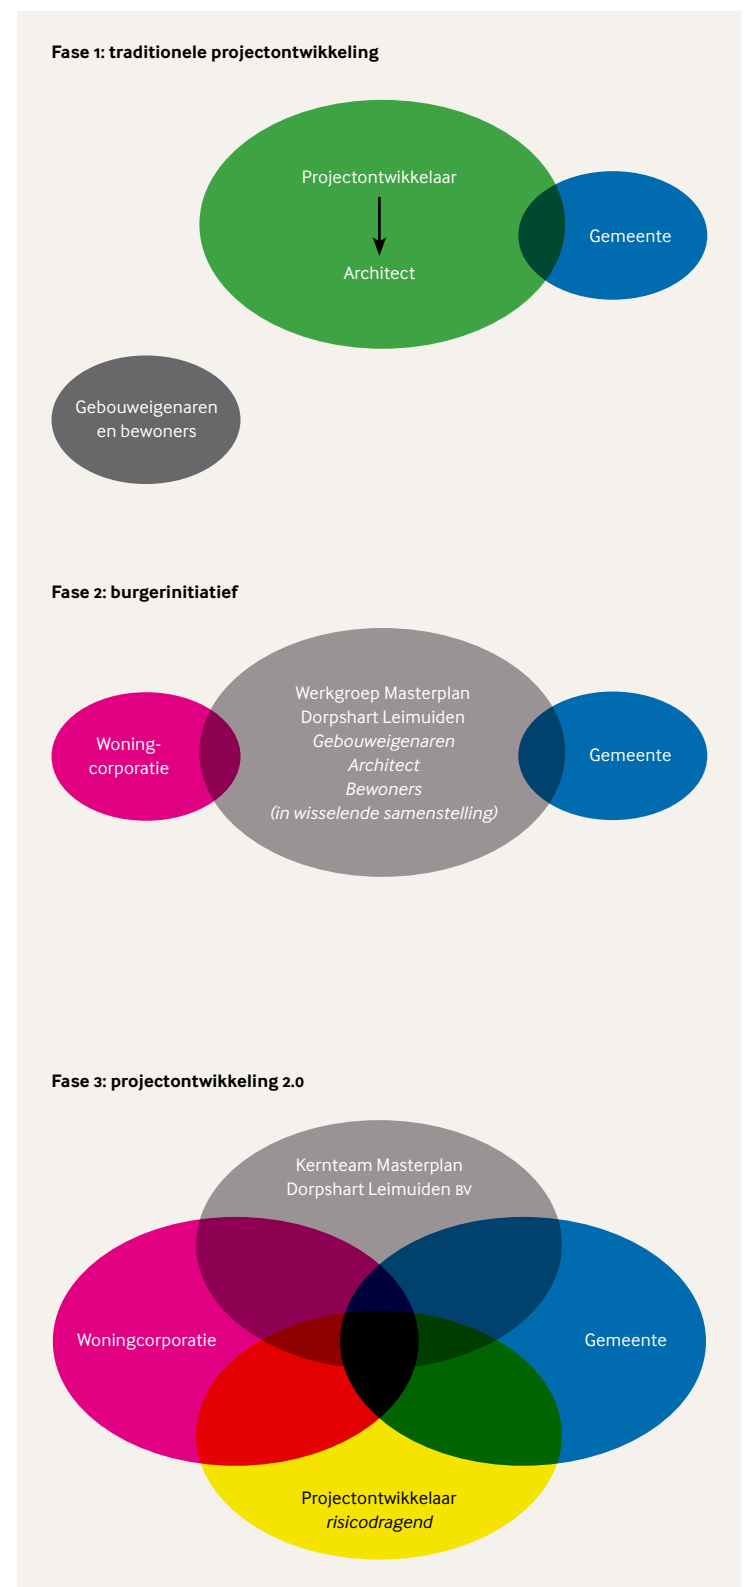 Fase 1: traditionele projectontwikkeling
Projectontwikkelaar
Architect
Gemeente
Gebouweigenaren
en bewoners
Fase 2: burgerinitiatief
Woning-
corporatie
Werkgroep Masterplan
Dorpshart Leimuiden
Gebouweigenaren
Architect
Bewoners
(in wisselende samenstelling)
Gemeente
Fase 3: projectontwikkeling 2.0
Kernteam Masterplan
Dorpshart Leimuiden BV
Woningcorporatie
Gemeente
Projectontwikkelaar
risicodragend